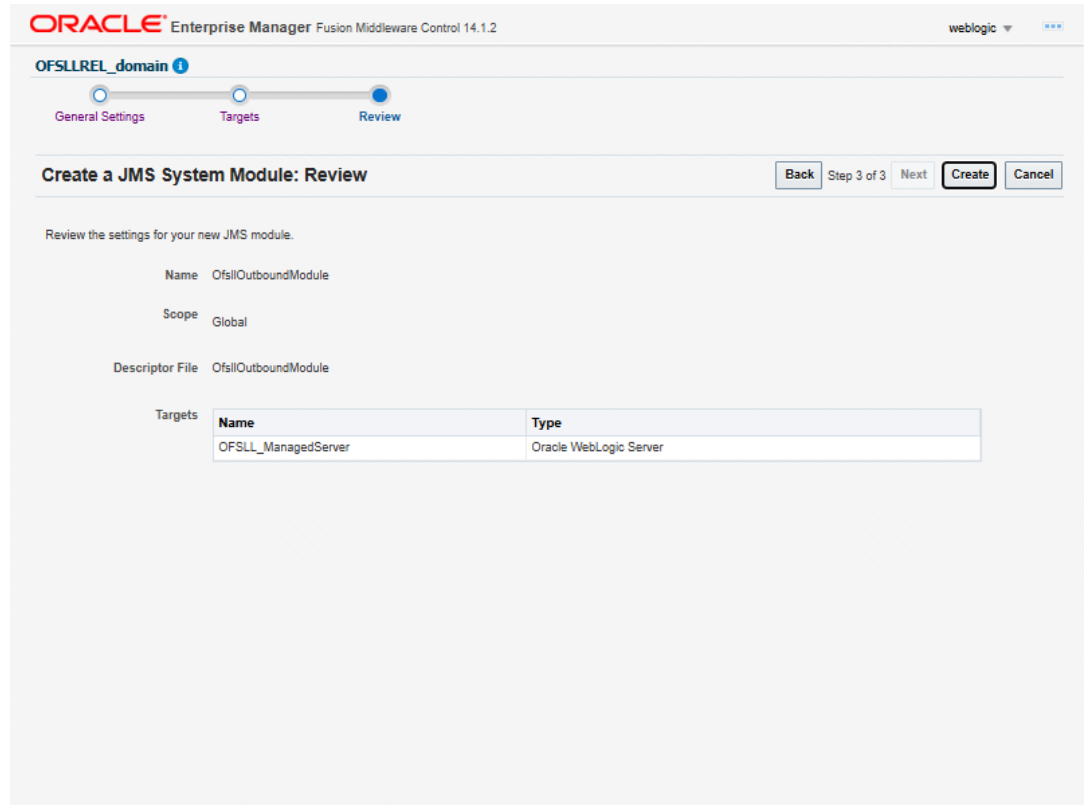 ORACLE Enterprise Manager Fusion Middleware Control 14.1.2
weblogic
OFSLLREL_domain
General Settings Targets Review
Create a JMS System Module: Review
Back Step 3 of 3 Next Create Cancel
Review the settings for your new JMS module.
Name OfsllOutboundModule
Scope Global
Descriptor File OfsllOutboundModule
Targets
Name Type
OFSLL_ManagedServer Oracle WebLogic Server